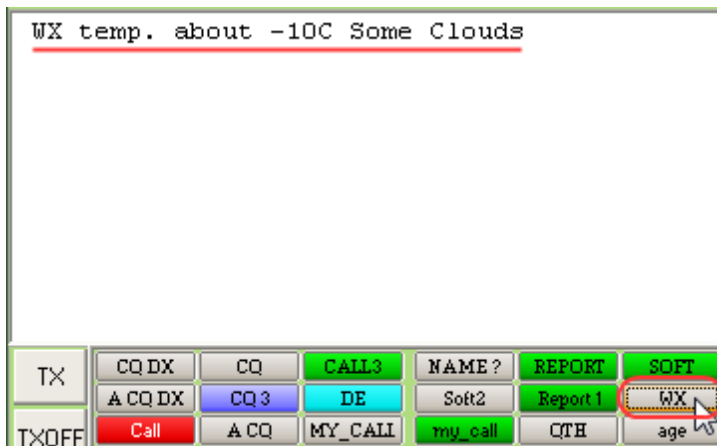 WX temp. about -10C Some Clouds
TX CQ DX CQ CALL3 NAME? REPORT SOFT
A CQ DX CQ 3 DE Soft2 Report 1 WX
TXOFF Call A CQ MY_CALL my_call QTH age